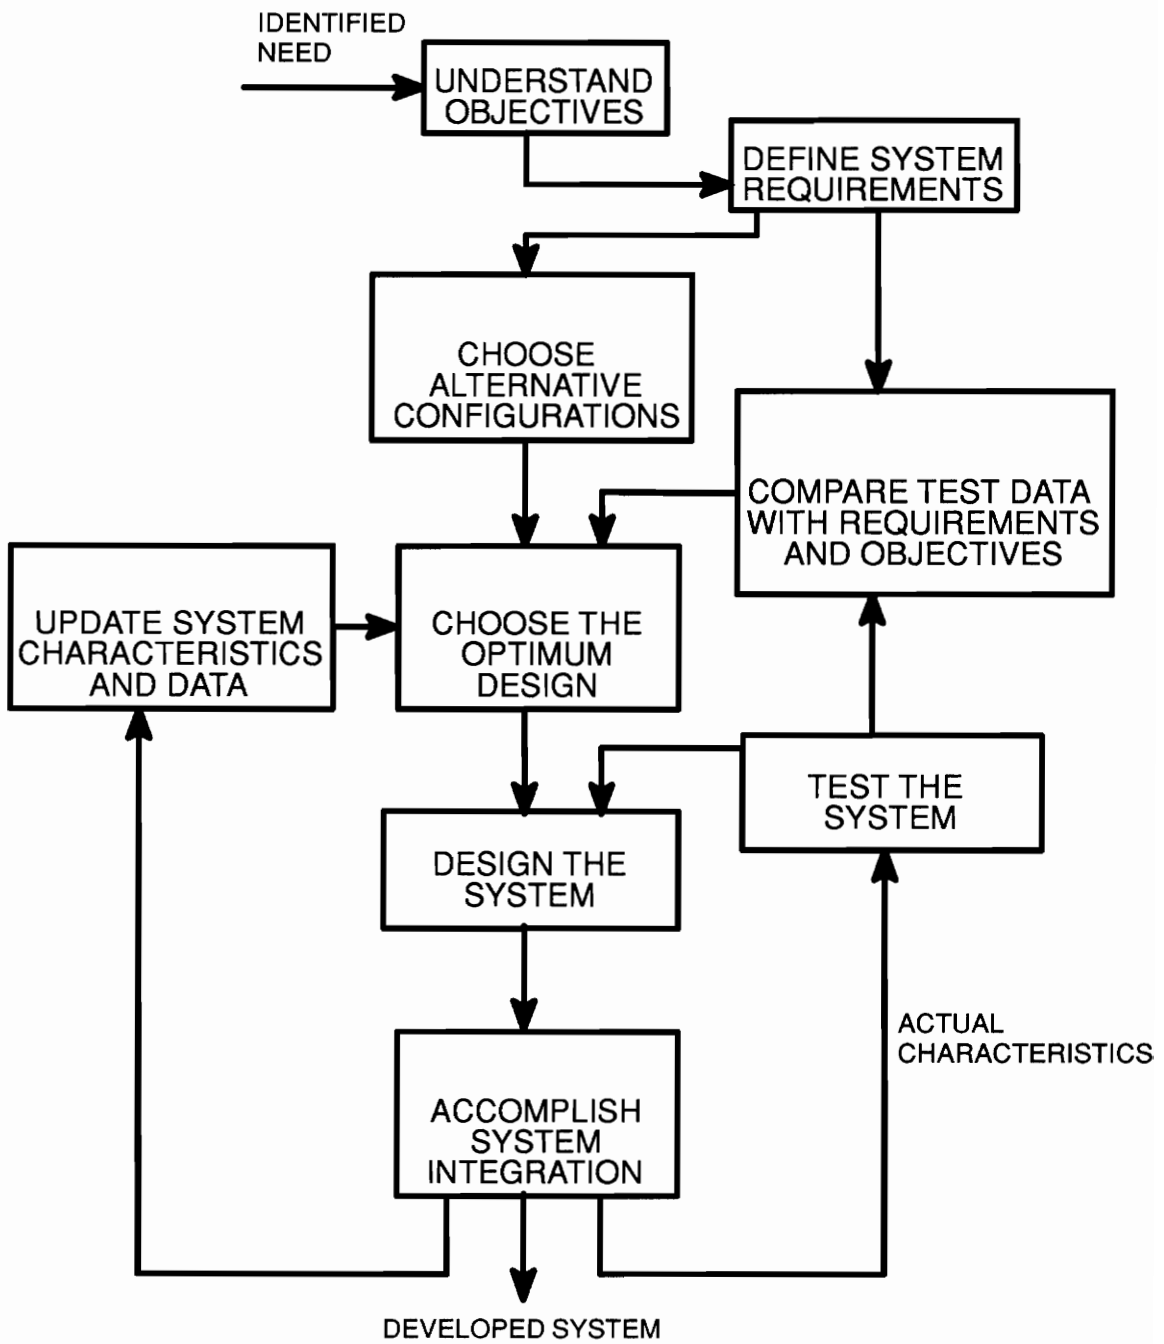 IDENTIFIED
NEED
UNDERSTAND
OBJECTIVES
DEFINE SYSTEM
REQUIREMENTS
CHOOSE
ALTERNATIVE
CONFIGURATIONS
COMPARE TEST DATA
WITH REQUIREMENTS
AND OBJECTIVES
UPDATE SYSTEM
CHARACTERISTICS
AND DATA
CHOOSE THE
OPTIMUM
DESIGN
TEST THE
SYSTEM
DESIGN THE
SYSTEM
ACTUAL
CHARACTERISTICS
ACCOMPLISH
SYSTEM
INTEGRATION
DEVELOPED SYSTEM